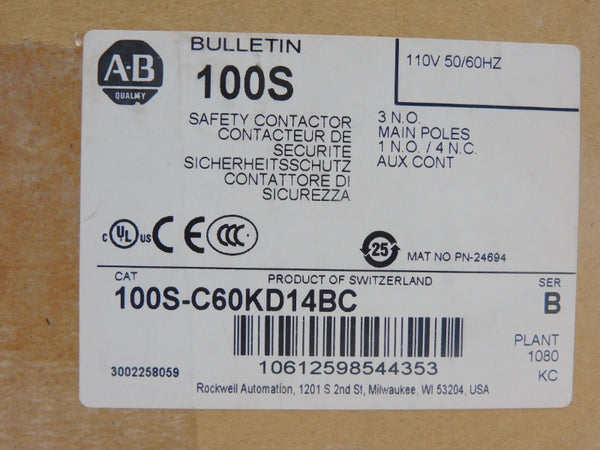 A-B
QUALITY
BULLETIN
100S
SAFETY CONTACTOR
CONTACTEUR DE
SECURITE
SICHERHEITSSCHUTZ
CONTATTORE DI
SICUREZZA
110V 50/60HZ
3 N.O.
MAIN POLES
1 N.O. / 4 N.C.
AUX CONT
C UL US CE CCC
25
MAT NO PN-24694
CAT
PRODUCT OF SWITZERLAND
SER
100S-C60KD14BC
B
10612598544353
PLANT
1080
KC
3002258059
Rockwell Automation, 1201 S 2nd St, Milwaukee, WI 53204, USA